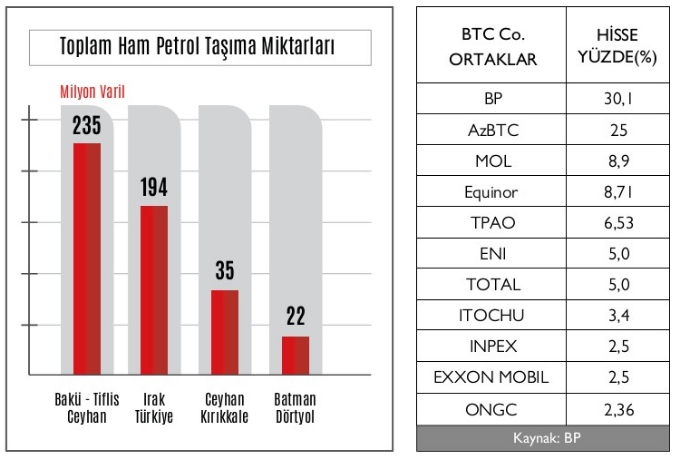 Toplam Ham Petrol Taşıma Miktarları
Milyon Varil
235
194
35
22
Bakü - Tiflis
Ceyhan
Irak
Türkiye
Ceyhan
Kırıkkale
Batman
Dörtyol
BTC Co.
ORTAKLAR
HİSSE
YÜZDE(%)
BP 30,1
AzBTC 25
MOL 8,9
Equinor 8,71
TPAO 6,53
ENI 5,0
TOTAL 5,0
ITOCHU 3,4
INPEX 2,5
EXXON MOBIL 2,5
ONGC 2,36
Kaynak: BP